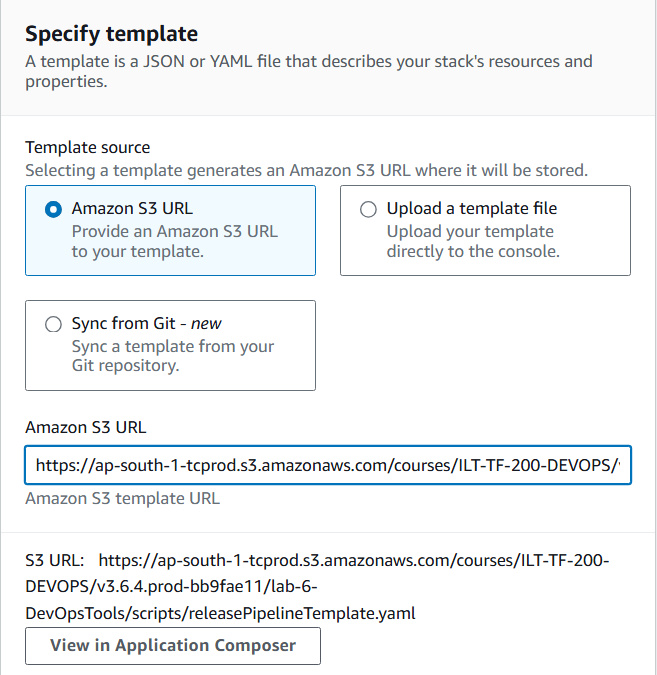 Specify template
A template is a JSON or YAML file that describes your stack's resources and
properties.
Template source
Selecting a template generates an Amazon S3 URL where it will be stored.
Amazon S3 URL
Provide an Amazon S3 URL
to your template.
Upload a template file
Upload your template
directly to the console.
Sync from Git - new
Sync a template from your
Git repository.
Amazon S3 URL
https://ap-south-1-tcprod.s3.amazonaws.com/courses/ILT-TF-200-DEVOPS/
Amazon S3 template URL
S3 URL: https://ap-south-1-tcprod.s3.amazonaws.com/courses/ILT-TF-200-
DEVOPS/v3.6.4.prod-bb9fae11/lab-6-
DevOpsTools/scripts/releasePipelineTemplate.yaml
View in Application Composer